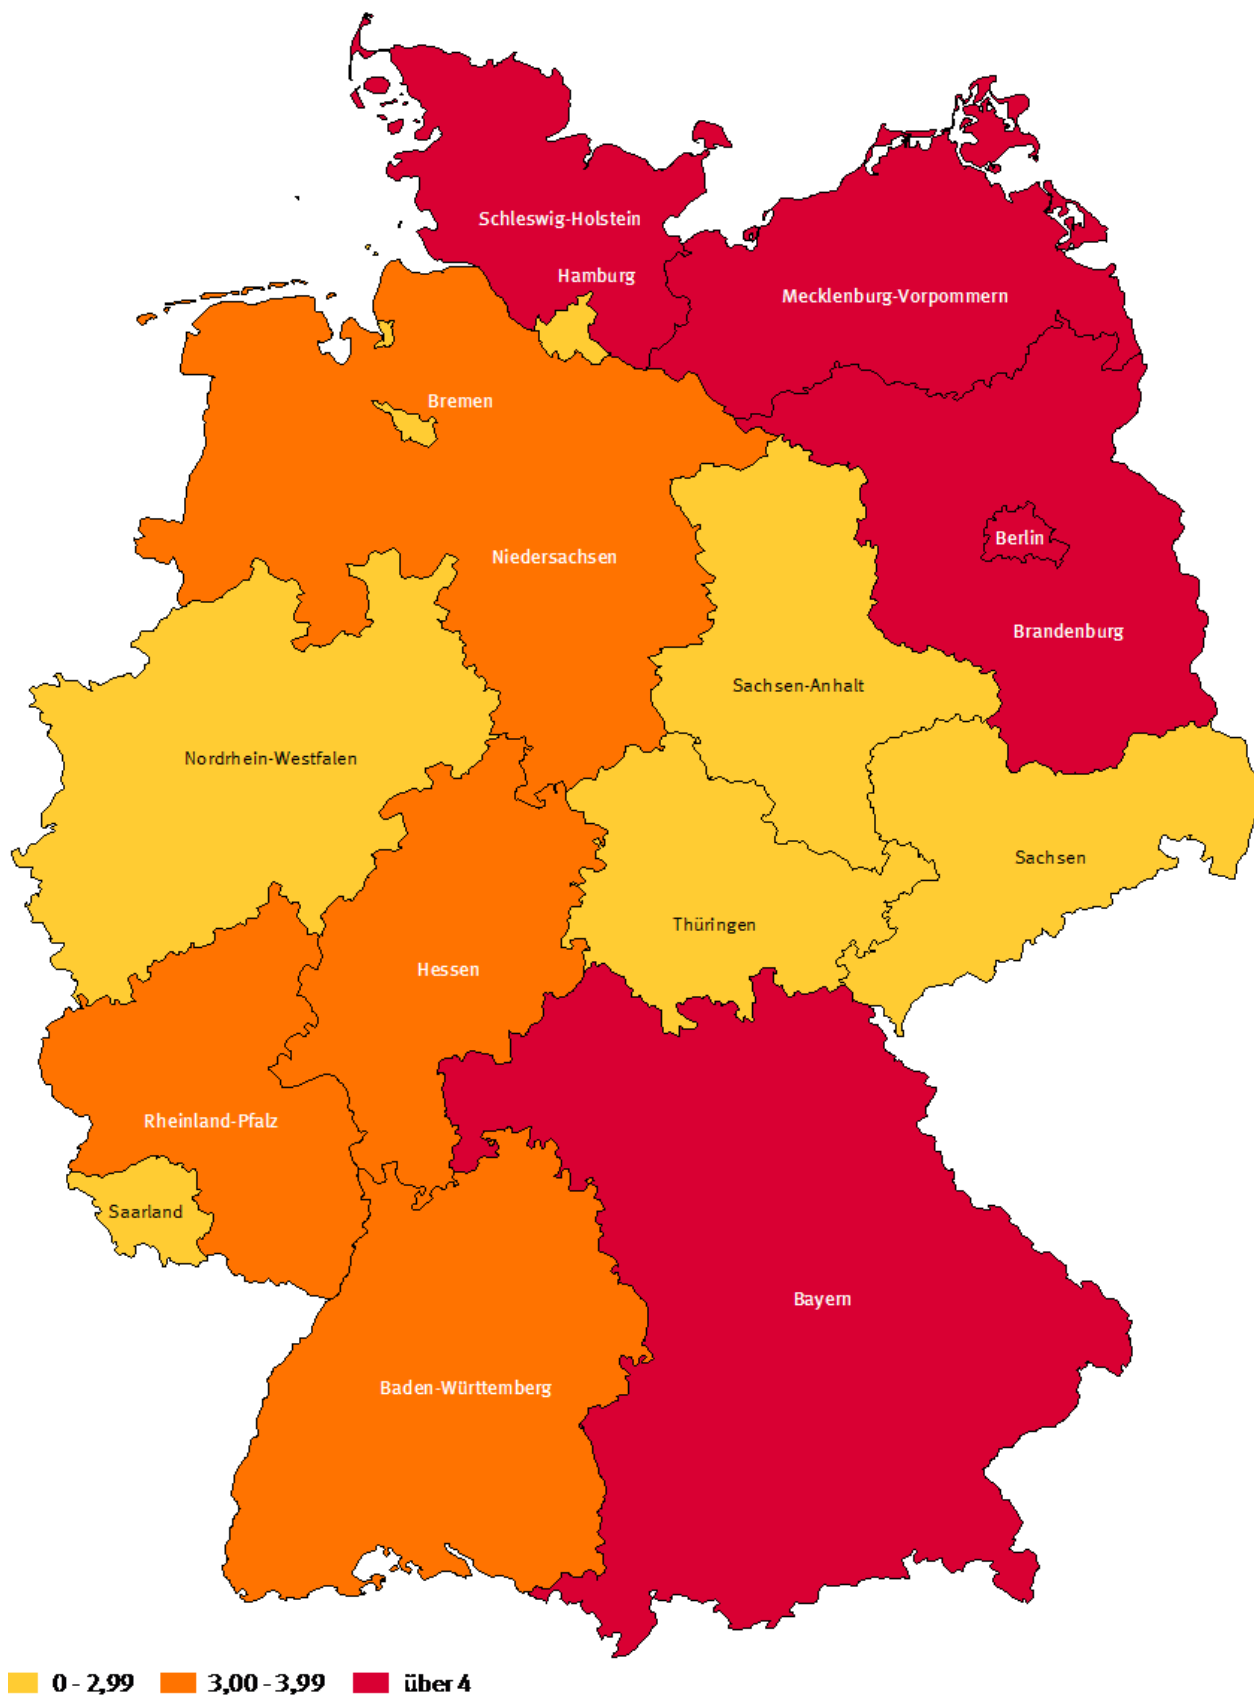 Schleswig-Holstein
Hamburg
Mecklenburg-Vorpommern
Bremen
Berlin
Niedersachsen
Brandenburg
Sachsen-Anhalt
Nordrhein-Westfalen
Sachsen
Thüringen
Hessen
Rheinland-Pfalz
Saarland
Bayern
Baden-Württemberg
0 - 2,99 3,00 - 3,99 über 4